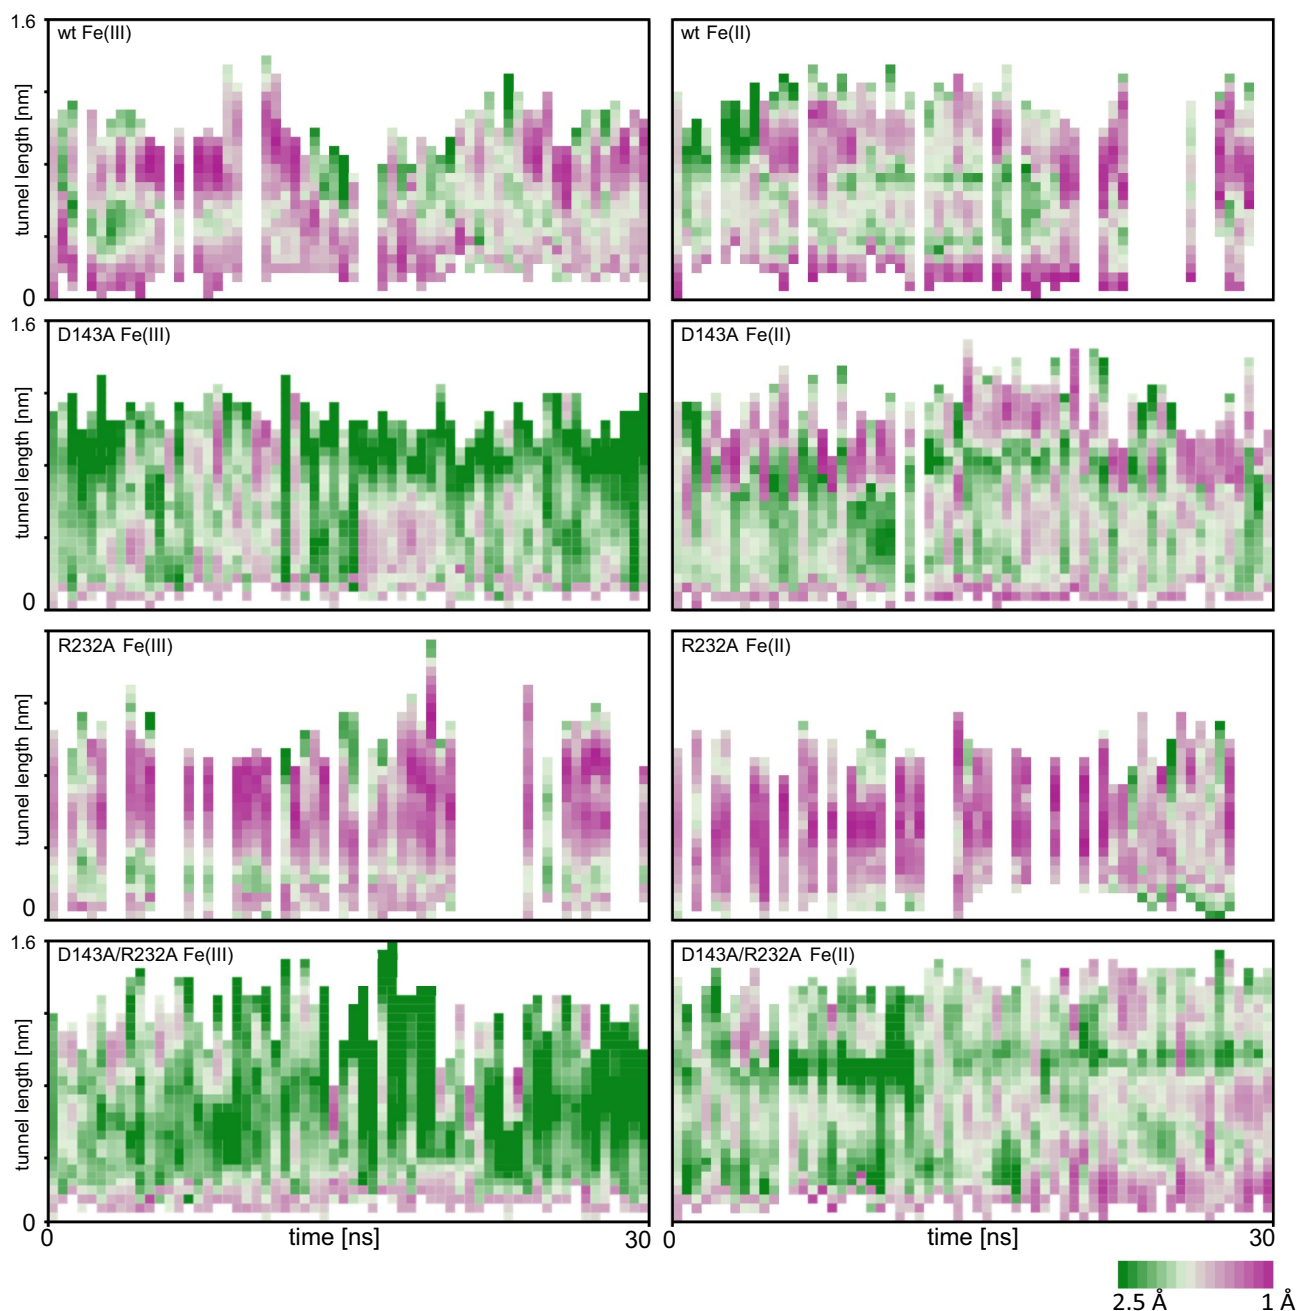 1.6
wt Fe(III)
wt Fe(II)
tunnel length [nm]
0
1.6
D143A Fe(III)
D143A Fe(II)
tunnel length [nm]
0
R232A Fe(III)
R232A Fe(II)
tunnel length [nm]
0
1.6
D143A/R232A Fe(III)
D143A/R232A Fe(II)
tunnel length [nm]
0
0 time [ns] 30
0 time [ns] 30
2.5 Å 1 Å